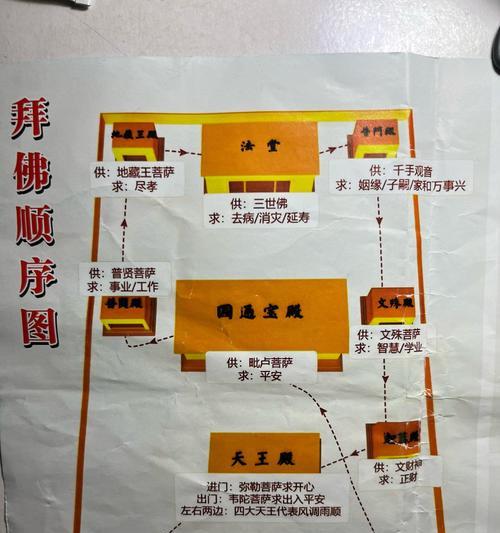 拜佛顺序图
地藏王殿
法堂
普門殿
供：地藏王菩萨
求：尽孝
供：三世佛
求：去病/消灾/延寿
供：千手观音
求：姻缘/子嗣/家和万事兴
供：普贤菩萨
求：事业/工作
普賢殿
圆通宝殿
文殊殿
供：毗卢菩萨
求：平安
供：文殊菩萨
求：智慧/学业
天王殿
供：文财神
求：正财
进门：弥勒菩萨求开心
出门：韦陀菩萨求出入平安
左右两边：四大天王代表风调雨顺